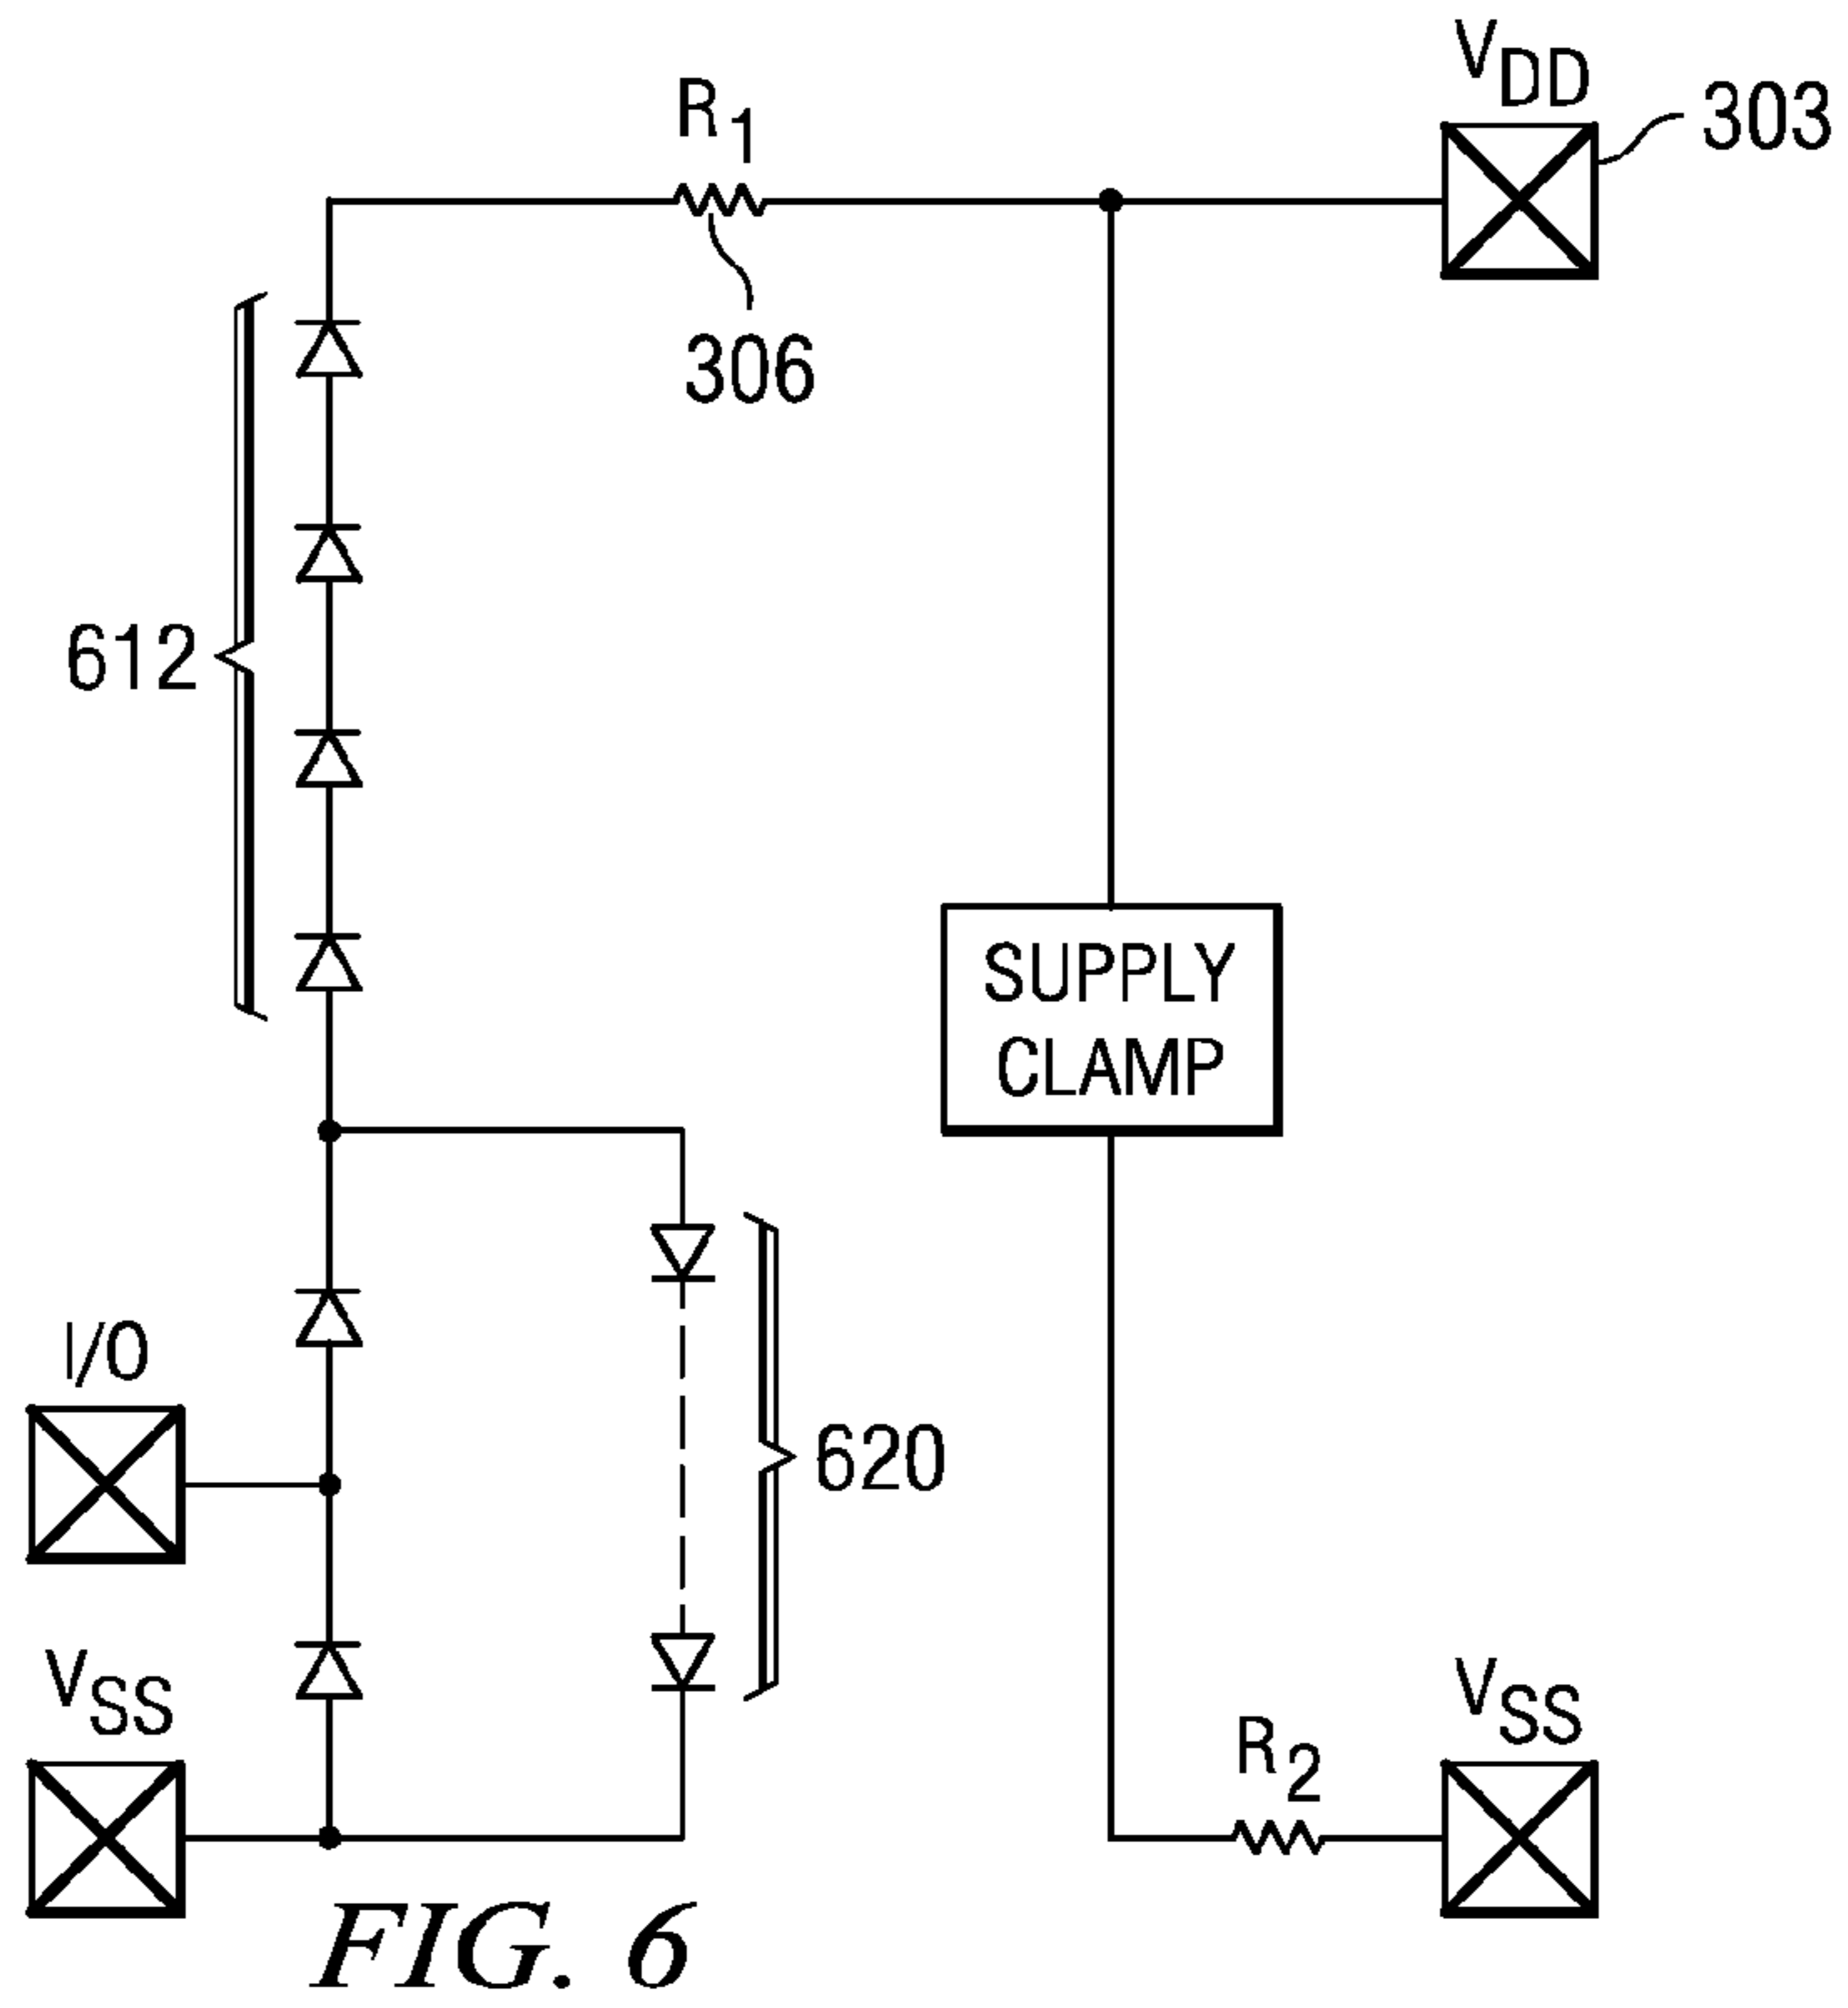 VDD
303
R1
306
612
SUPPLY
CLAMP
I/O
620
VSS
VSS
R2
FIG. 6